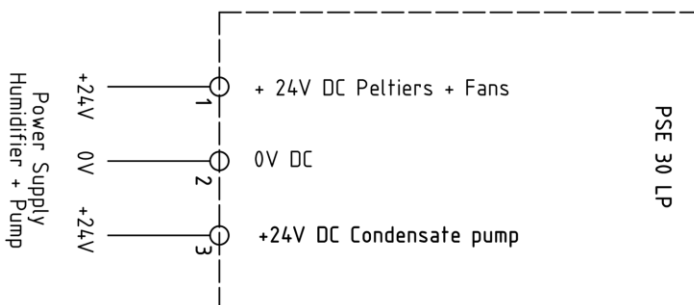 +24V
1
+ 24V DC Peltiers + Fans
0V
2
0V DC
+24V
3
+24V DC Condensate pump
Power Supply
Humidifier + Pump
PSE 30 LP